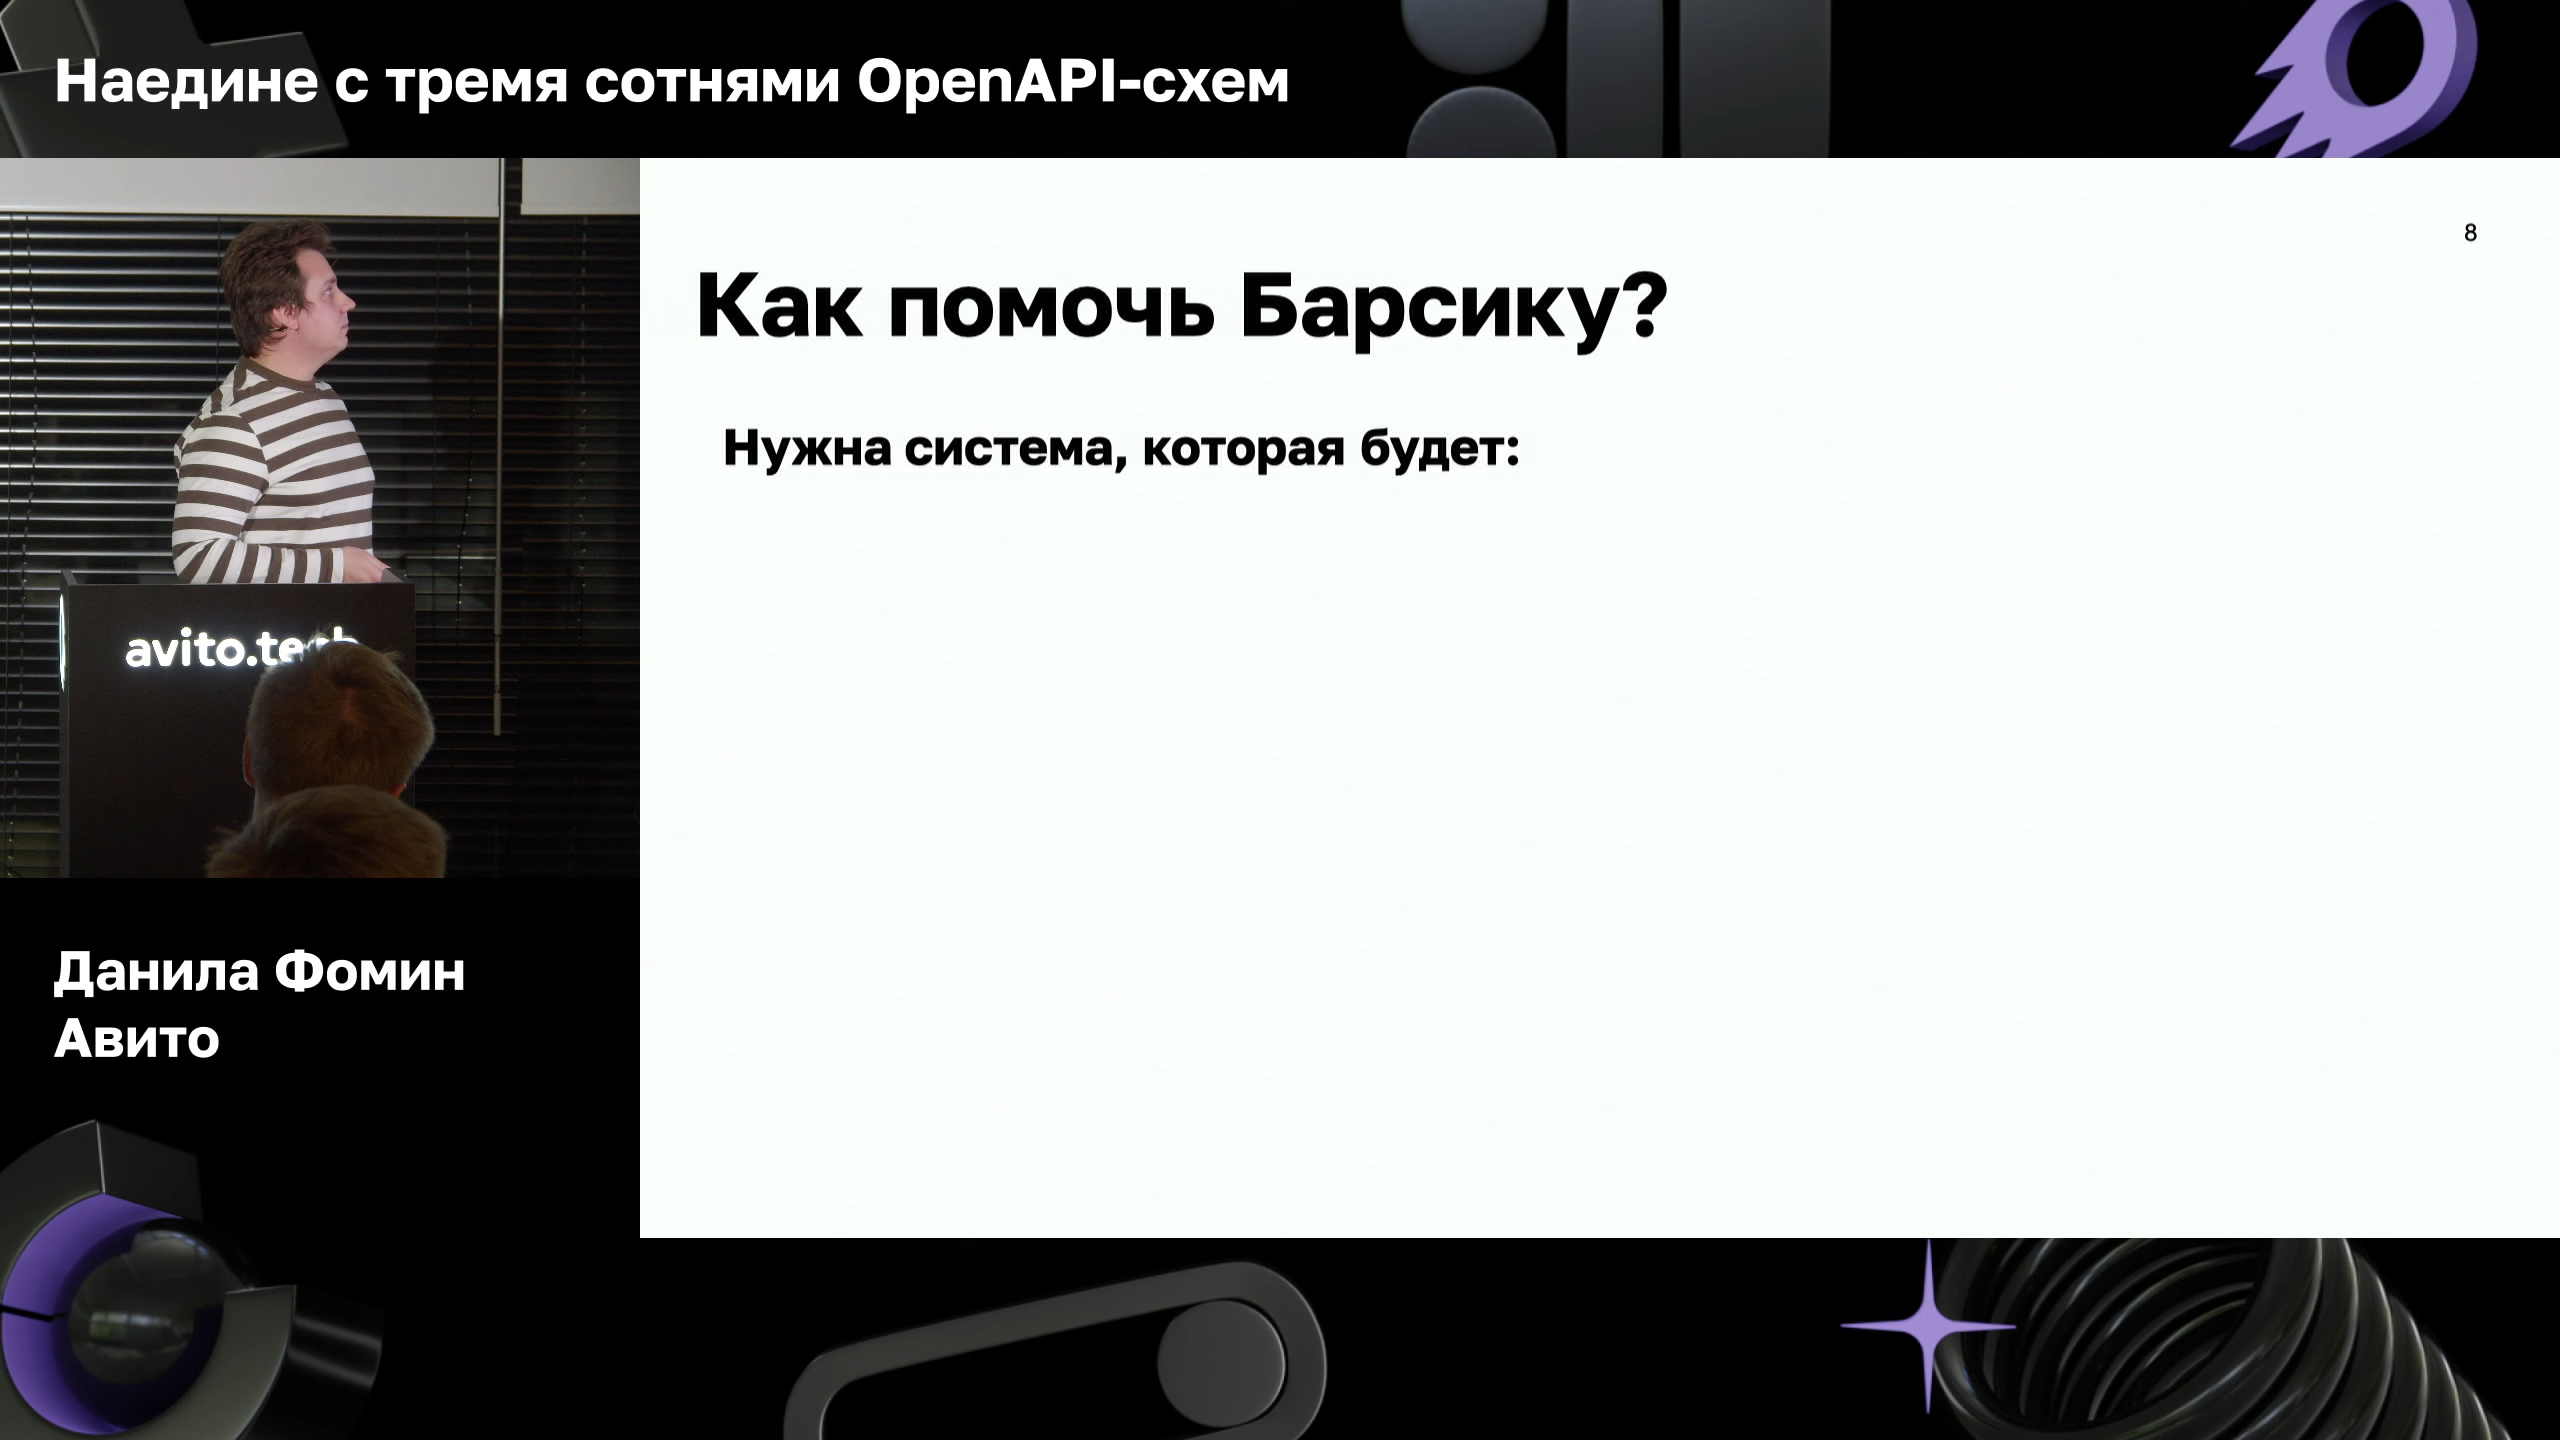 Наедине с тремя сотнями OpenAPI-схем
8
Как помочь Барсику?
Нужна система, которая будет:
avito.tech
Данила Фомин
Авито